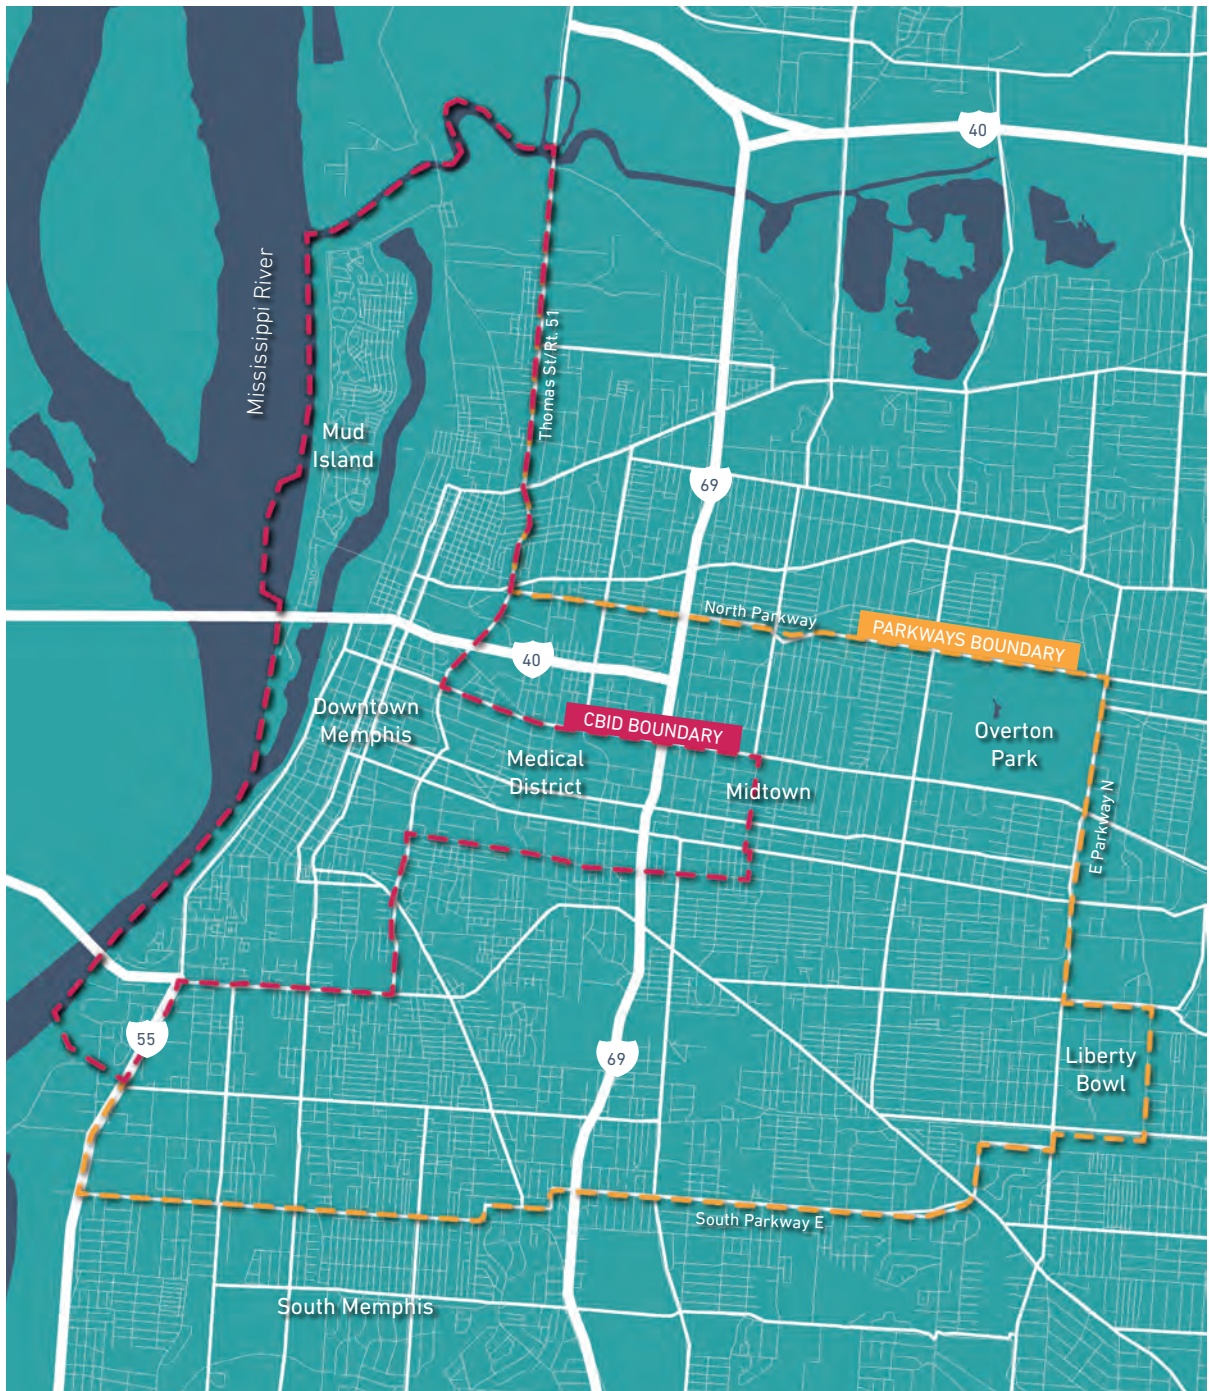 40
Mississippi River
Thomas St/Rt. 51
Mud
Island
69
North Parkway
PARKWAYS BOUNDARY
40
Downtown
Memphis
CBID BOUNDARY
Overton
Park
Medical
District
Midtown
E Parkway N
55
69
Liberty
Bowl
South Parkway E
South Memphis